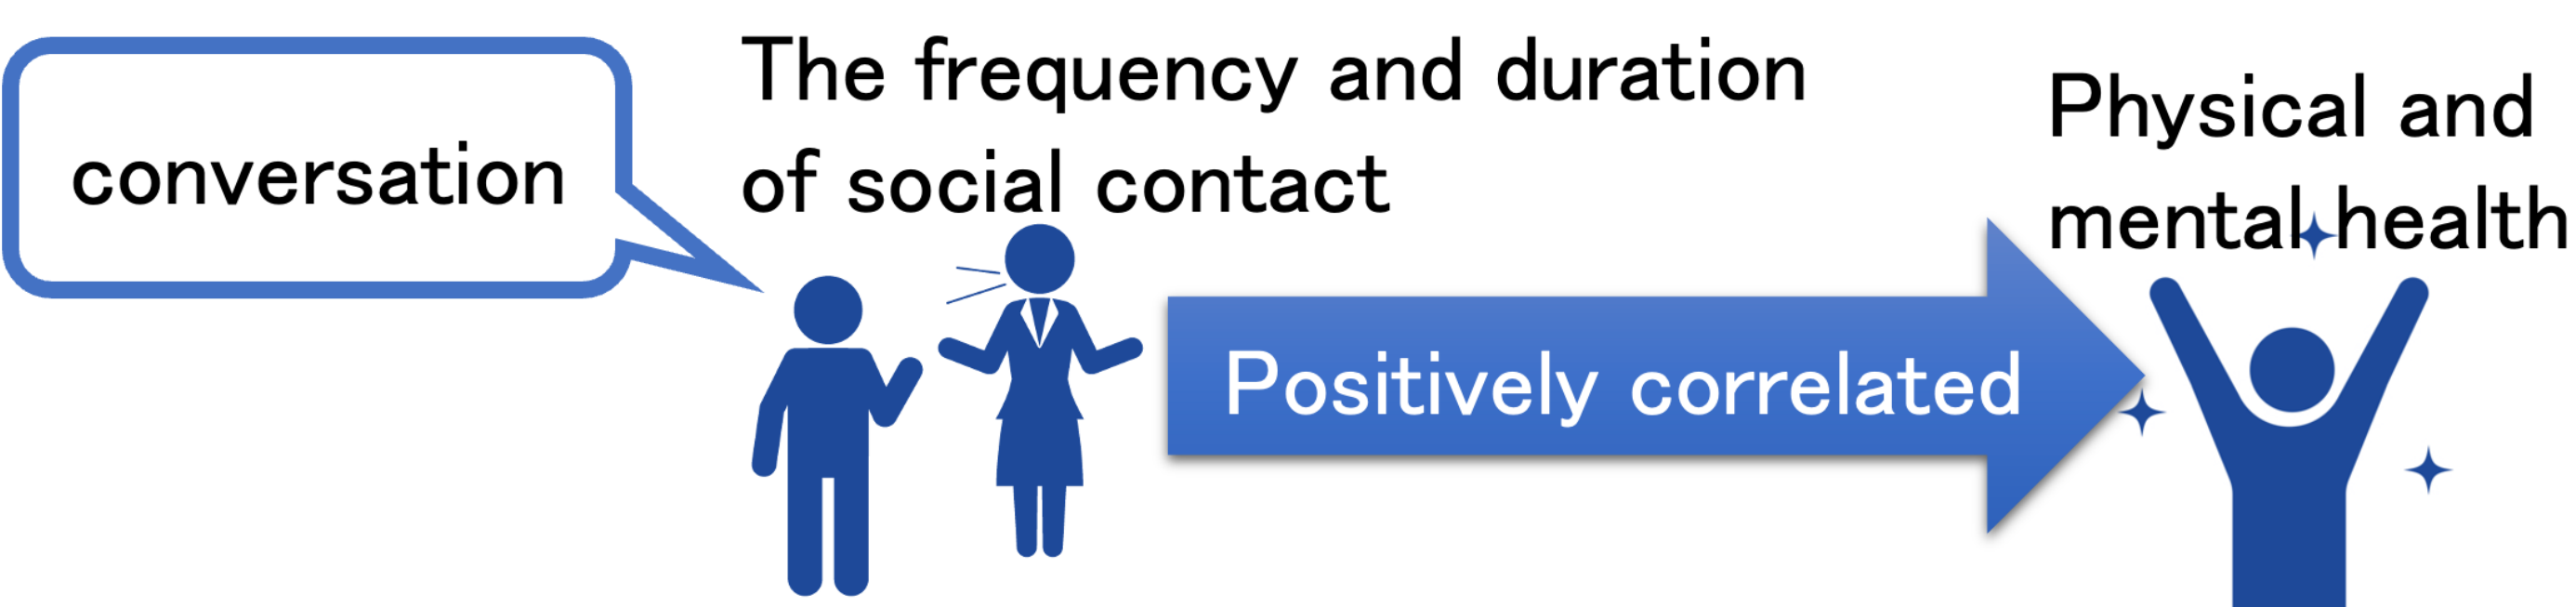 conversation
The frequency and duration
of social contact
Positively correlated
Physical and
mental health